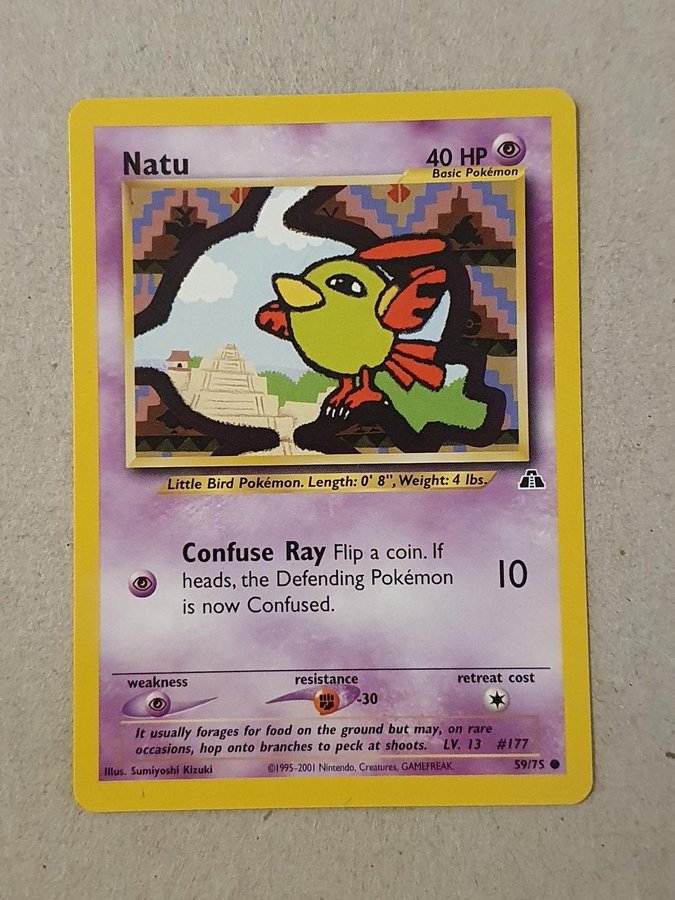 Natu
40 HP
Basic Pokémon
Little Bird Pokémon. Length: 0' 8", Weight: 4 lbs.
Confuse Ray Flip a coin. If
heads, the Defending Pokémon
is now Confused.
10
weakness
resistance
-30
retreat cost
It usually forages for food on the ground but may, on rare
occasions, hop onto branches to peck at shoots. LV. 13 #177
Illus. Sumiyoshi Kizuki
©1995-2001 Nintendo, Creatures, GAMEFREAK.
59/75